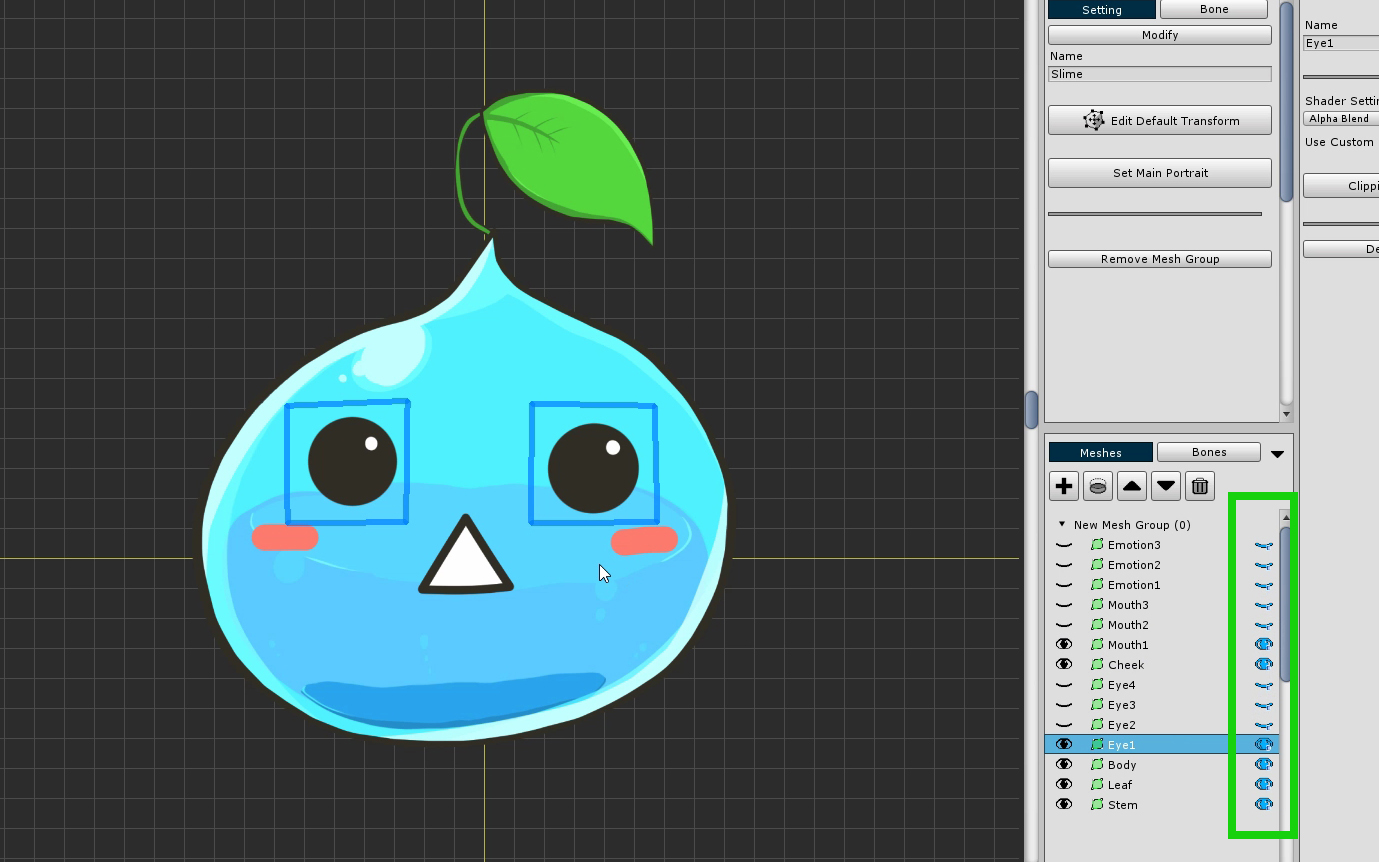 Setting
Bone
Modify
Name
Slime
Edit Default Transform
Set Main Portrait
Remove Mesh Group
Name
Eye1
Shader Setti
Alpha Blend
Use Custom
Clippi
De
Meshes
Bones
New Mesh Group (0)
Emotion3
Emotion2
Emotion1
Mouth3
Mouth2
Mouth1
Cheek
Eye4
Eye3
Eye2
Eye1
Body
Leaf
Stem